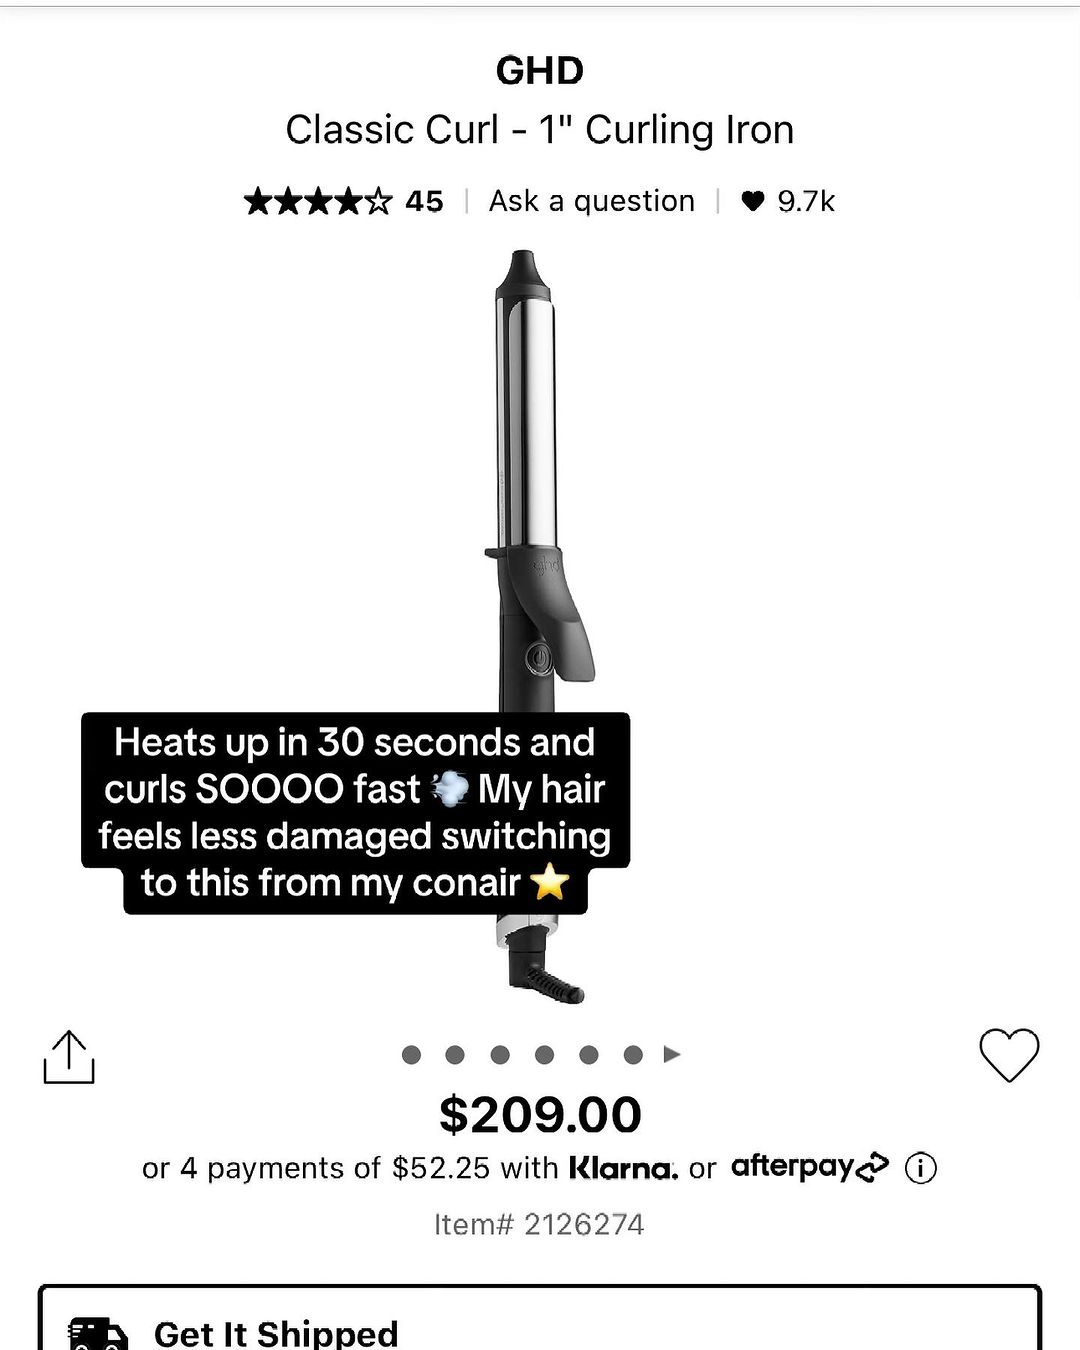 GHD
Classic Curl - 1" Curling Iron
★★★★☆ 45 | Ask a question | ♥ 9.7k
ghd
Heats up in 30 seconds and
curls SOOOO fast 💨 My hair
feels less damaged switching
to this from my conair ⭐
$209.00
or 4 payments of $52.25 with Klarna. or afterpay
Item# 2126274
Get It Shipped